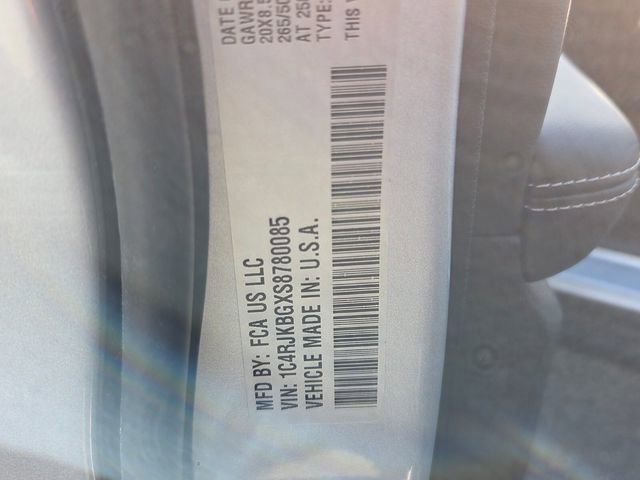 MFD BY: FCA US LLC
VIN: 1C4RJKBGXS8780085
VEHICLE MADE IN: U.S.A.
DATE
GAWR
20X8.5
265/50
AT 250
TYPE:
THIS